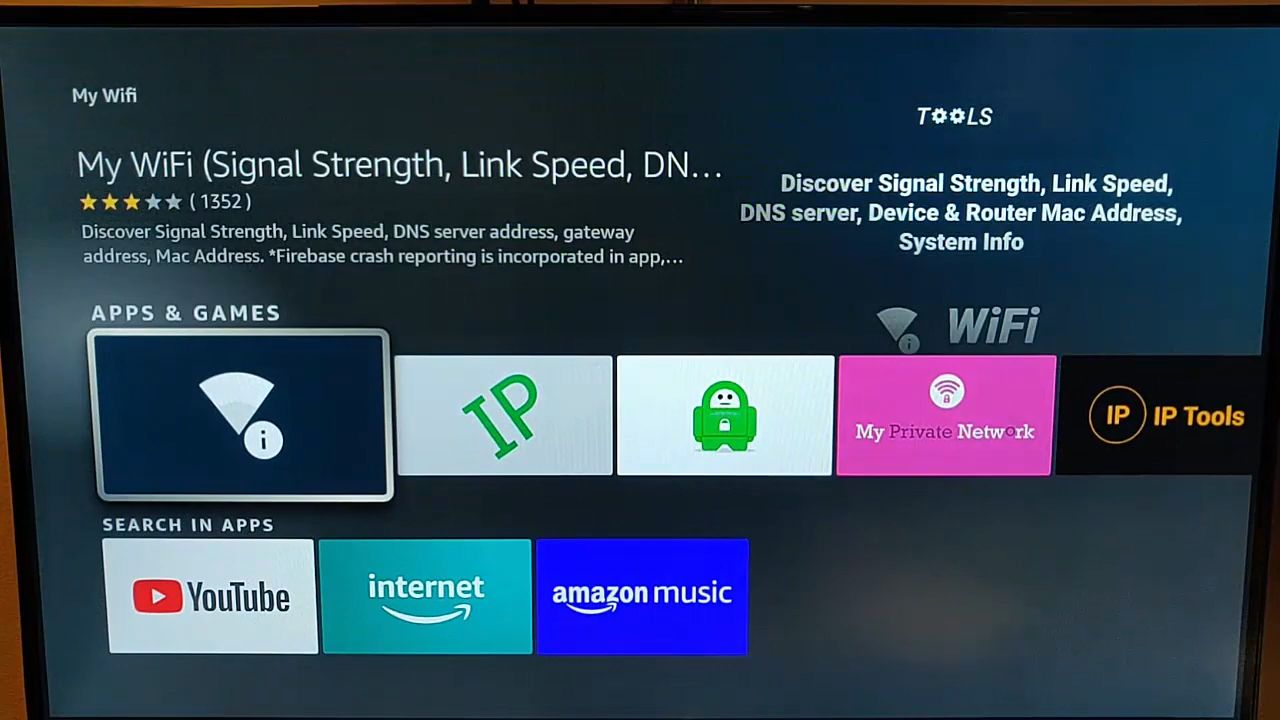 My Wifi
My WiFi (Signal Strength, Link Speed, DN...
( 1352 )
Discover Signal Strength, Link Speed, DNS server address, gateway
address, Mac Address. *Firebase crash reporting is incorporated in app,...
TOOLS
Discover Signal Strength, Link Speed,
DNS server, Device & Router Mac Address,
System Info
WiFi
APPS & GAMES
i
IP
My Private Network
IP IP Tools
SEARCH IN APPS
YouTube
internet
amazon music